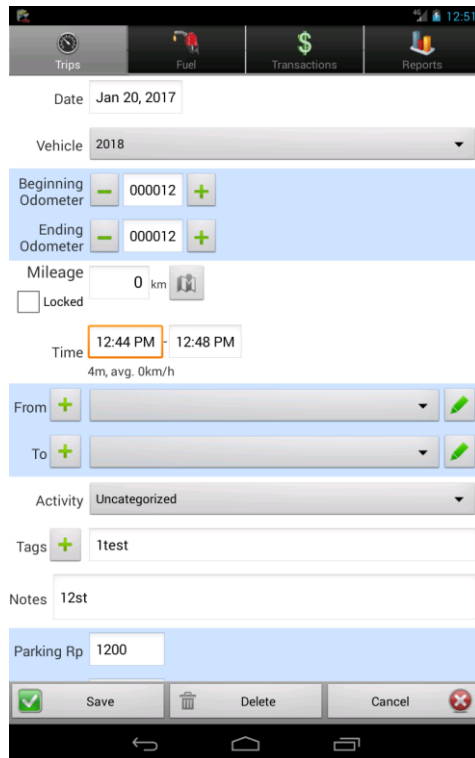 4G 12:51
Trips Fuel Transactions Reports
Date Jan 20, 2017
Vehicle 2018
Beginning
Odometer 000012
Ending
Odometer 000012
Mileage 0 km
Locked
Time 12:44 PM - 12:48 PM
4m, avg. 0km/h
From
To
Activity Uncategorized
Tags 1test
Notes 12st
Parking Rp 1200
Save Delete Cancel